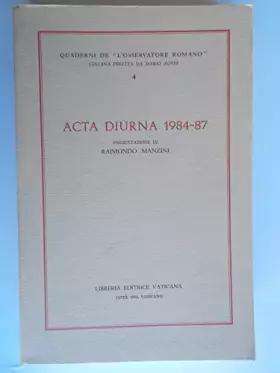 QUADERNI DE "L'OSSERVATORE ROMANO"
COLLANA DIRETTA DA MARIO AGNES
4
ACTA DIURNA 1984-87
PRESENTAZIONE DI
RAIMONDO MANZINI
LIBRERIA EDITRICE VATICANA
CITTÀ DEL VATICANO